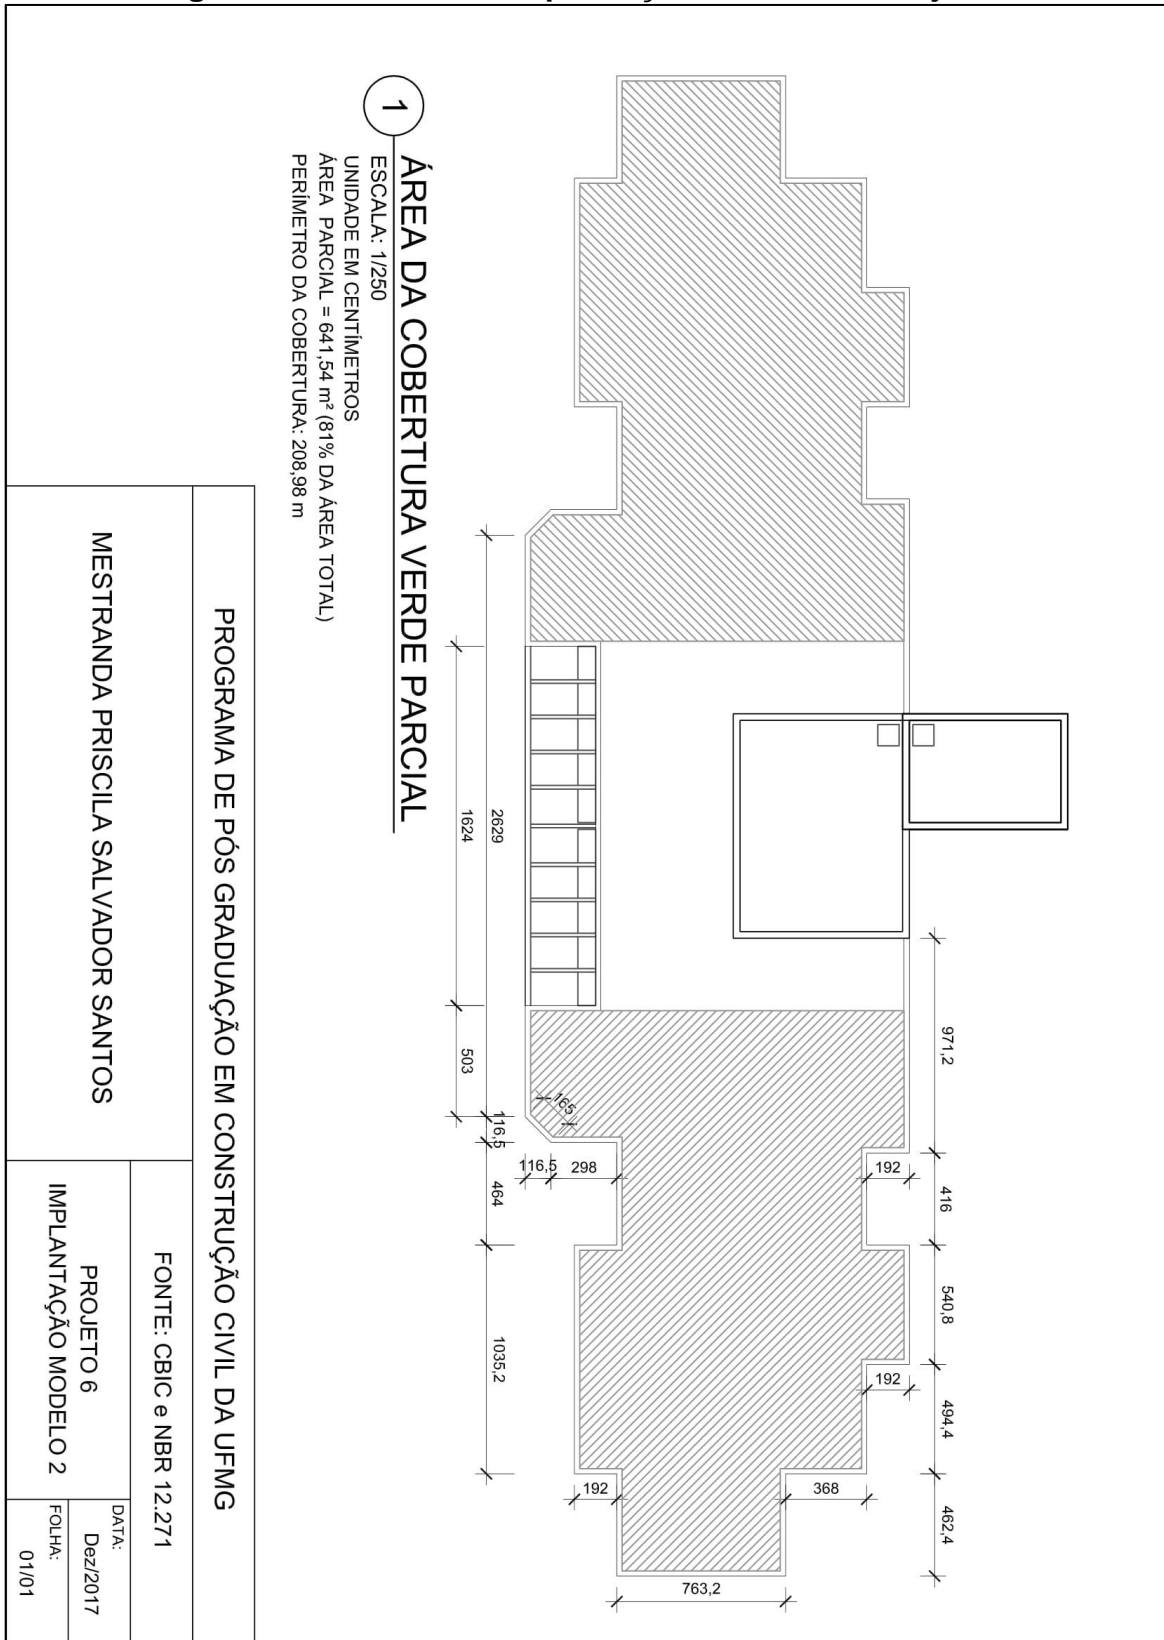 1
ÁREA DA COBERTURA VERDE PARCIAL
ESCALA: 1/250
UNIDADE EM CENTÍMETROS
ÁREA PARCIAL = 641,54 m² (81% DA ÁREA TOTAL)
PERÍMETRO DA COBERTURA: 208,98 m
971,2
416
540,8
494,4
462,4
192
192
368
763,2
192
116,5
298
165
2629
116,5
464
1035,2
1624
503
PROGRAMA DE PÓS GRADUAÇÃO EM CONSTRUÇÃO CIVIL DA UFMG
MESTRANDA PRISCILA SALVADOR SANTOS
FONTE: CBIC e NBR 12.271
PROJETO 6
IMPLANTAÇÃO MODELO 2
DATA:
Dez/2017
FOLHA:
01/01